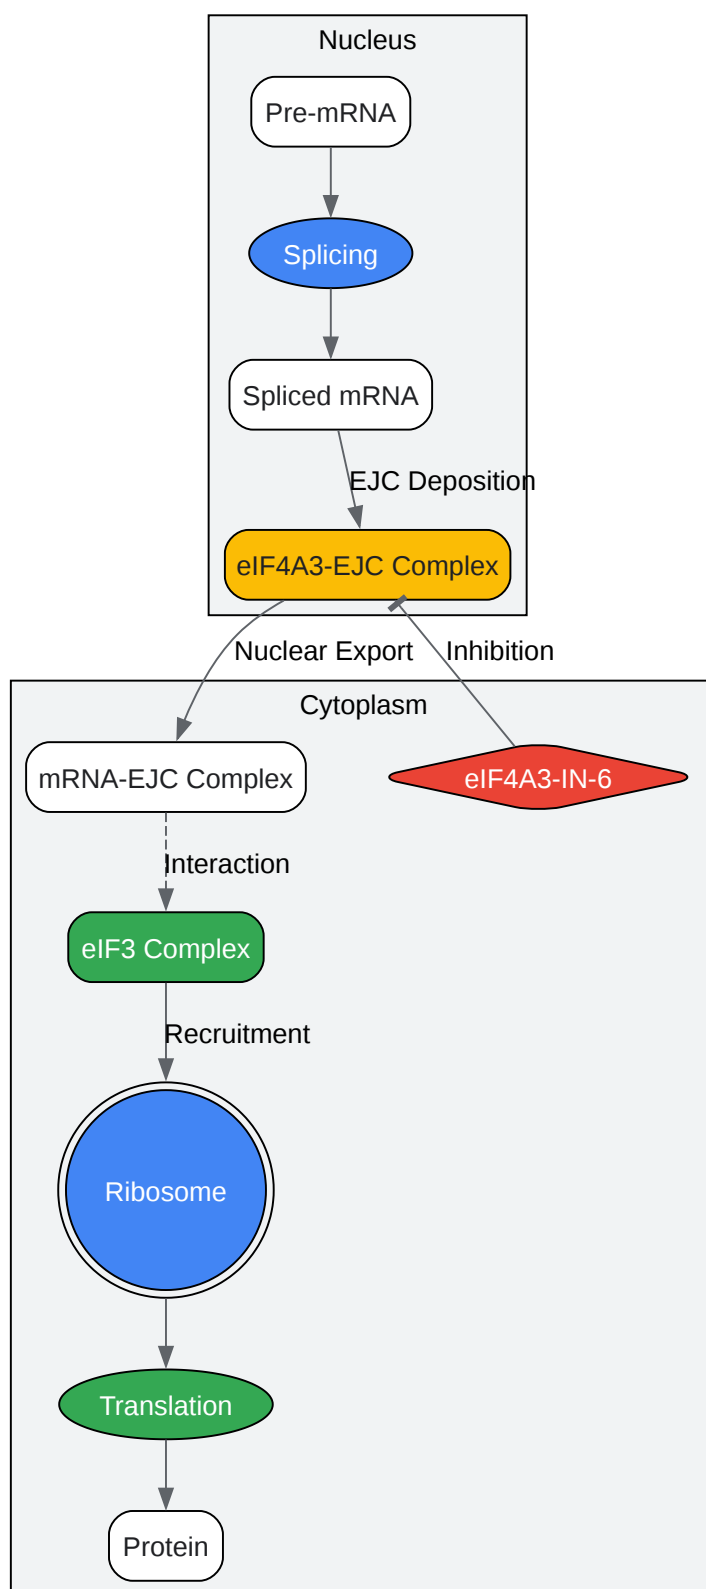 Nucleus
Pre-mRNA
Splicing
Spliced mRNA
EJC Deposition
eIF4A3-EJC Complex
Nuclear Export
Inhibition
Cytoplasm
mRNA-EJC Complex
eIF4A3-IN-6
Interaction
eIF3 Complex
Recruitment
Ribosome
Translation
Protein